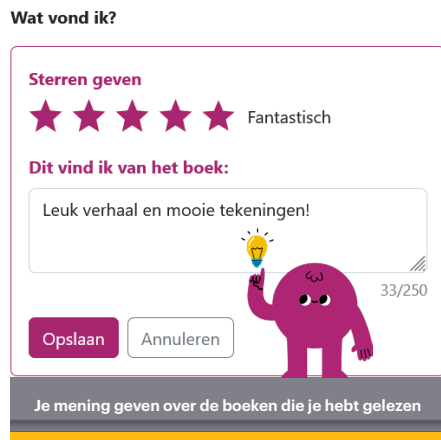 Wat vond ik?
Sterren geven
Fantastisch
Dit vind ik van het boek:
Leuk verhaal en mooie tekeningen!
33/250
Opslaan
Annuleren
Je mening geven over de boeken die je hebt gelezen